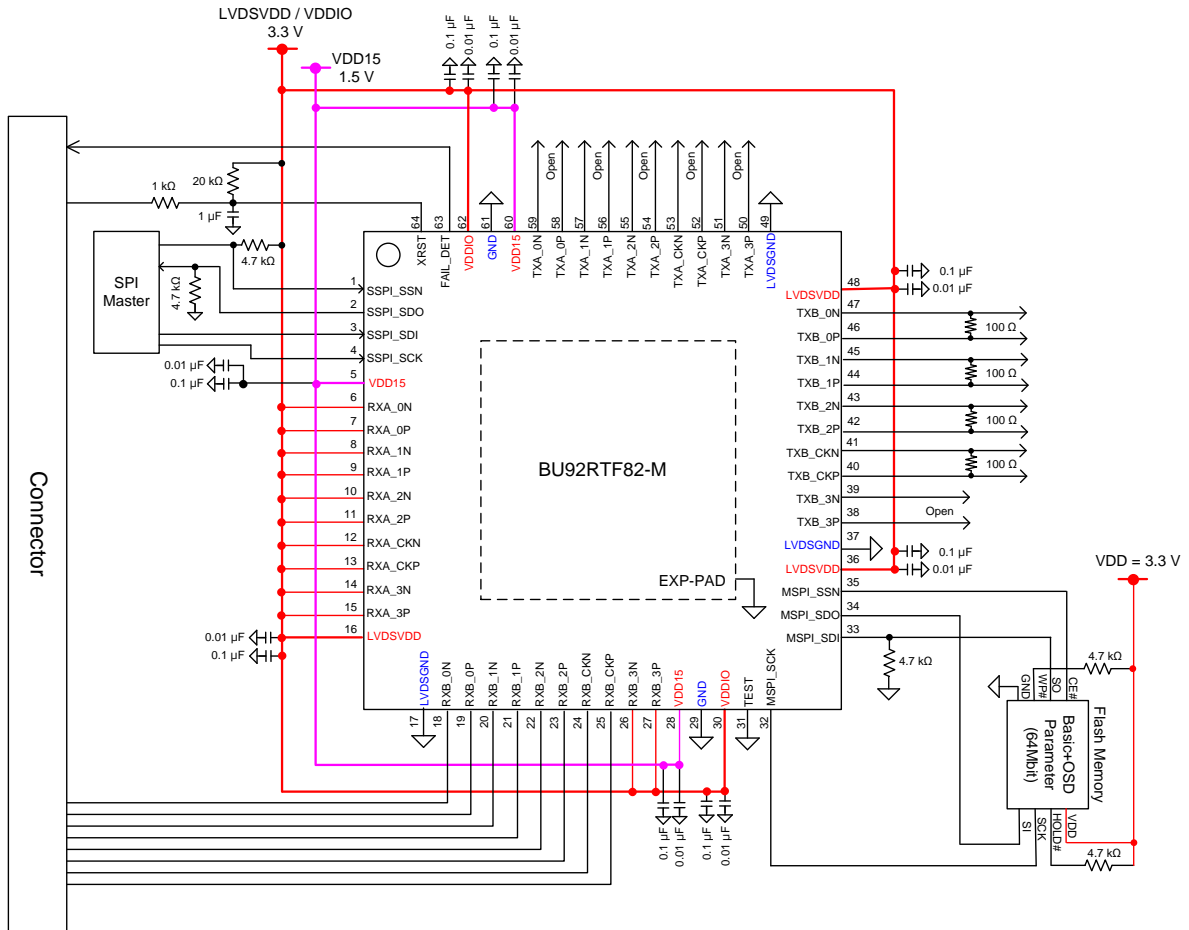 LVDSVDD / VDDIO
3.3 V
VDD15
1.5 V
0.1 µF
0.01 µF
0.1 µF
0.01 µF
Connector
1 kΩ
20 kΩ
1 µF
4.7 kΩ
4.7 kΩ
SPI
Master
0.01 µF
0.1 µF
0.01 µF
0.1 µF
64
63
62
61
60
59
58
57
56
55
54
53
52
51
50
49
XRST
FAIL_DET
VDDIO
GND
VDD15
TXA_0N
TXA_0P
TXA_1N
TXA_1P
TXA_2N
TXA_2P
TXA_CKN
TXA_CKP
TXA_3N
TXA_3P
LVDSGND
Open
Open
Open
Open
Open
1 SSPI_SSN
2 SSPI_SDO
3 SSPI_SDI
4 SSPI_SCK
5 VDD15
6 RXA_0N
7 RXA_0P
8 RXA_1N
9 RXA_1P
10 RXA_2N
11 RXA_2P
12 RXA_CKN
13 RXA_CKP
14 RXA_3N
15 RXA_3P
16 LVDSVDD
BU92RTF82-M
EXP-PAD
LVDSVDD 48
TXB_0N 47
TXB_0P 46
TXB_1N 45
TXB_1P 44
TXB_2N 43
TXB_2P 42
TXB_CKN 41
TXB_CKP 40
TXB_3N 39
TXB_3P 38
LVDSGND 37
LVDSVDD 36
MSPI_SSN 35
MSPI_SDO 34
MSPI_SDI 33
0.1 µF
0.01 µF
100 Ω
100 Ω
100 Ω
100 Ω
Open
0.1 µF
0.01 µF
LVDSGND
RXB_0N
RXB_0P
RXB_1N
RXB_1P
RXB_2N
RXB_2P
RXB_CKN
RXB_CKP
RXB_3N
RXB_3P
VDD15
GND
VDDIO
TEST
MSPI_SCK
17
18
19
20
21
22
23
24
25
26
27
28
29
30
31
32
0.1 µF
0.01 µF
0.1 µF
0.01 µF
VDD = 3.3 V
4.7 kΩ
4.7 kΩ
GND
WP#
SO
CE#
Flash Memory
Basic+OSD
Parameter
(64Mbit)
SI
SCK
HOLD#
VDD
4.7 kΩ